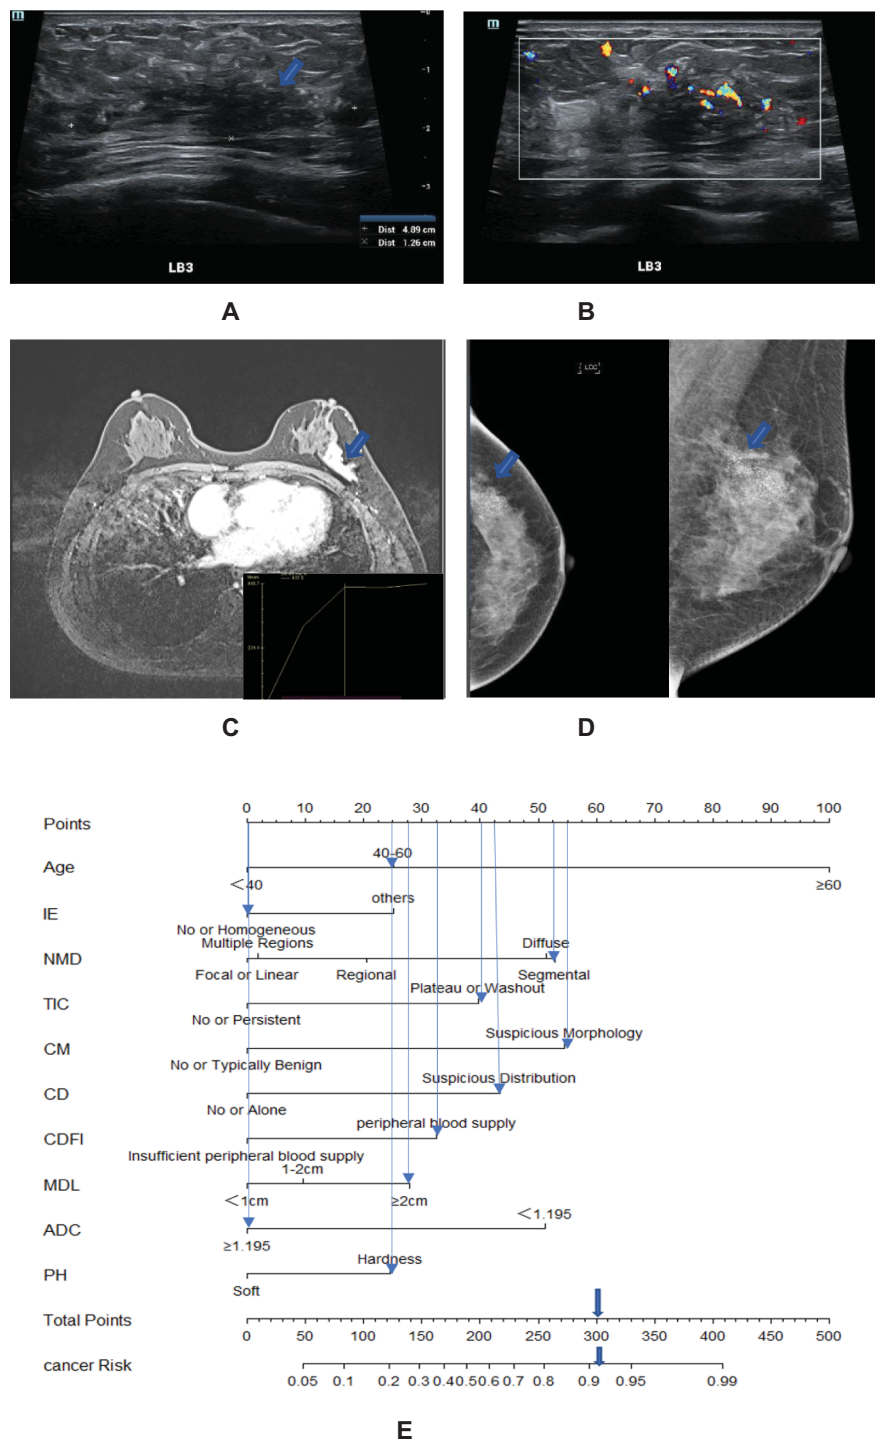 m
m
-0
-1
-2
-3
Dist 4.89 cm
Dist 1.26 cm
LB3
LB3
A
B
LCC
C
D
0 10 20 30 40 50 60 70 80 90 100
Points
40-60
Age
<40
≥60
others
IE
No or Homogeneous
Multiple Regions
Diffuse
NMD
Focal or Linear
Regional
Segmental
Plateau or Washout
TIC
No or Persistent
Suspicious Morphology
CM
No or Typically Benign
Suspicious Distribution
CD
No or Alone
peripheral blood supply
CDFI
Insufficient peripheral blood supply
1-2cm
MDL
<1cm
≥2cm
<1.195
ADC
≥1.195
Hardness
PH
Soft
Total Points
0 50 100 150 200 250 300 350 400 450 500
cancer Risk
0.05 0.1 0.2 0.3 0.4 0.5 0.6 0.7 0.8 0.9 0.95 0.99
E